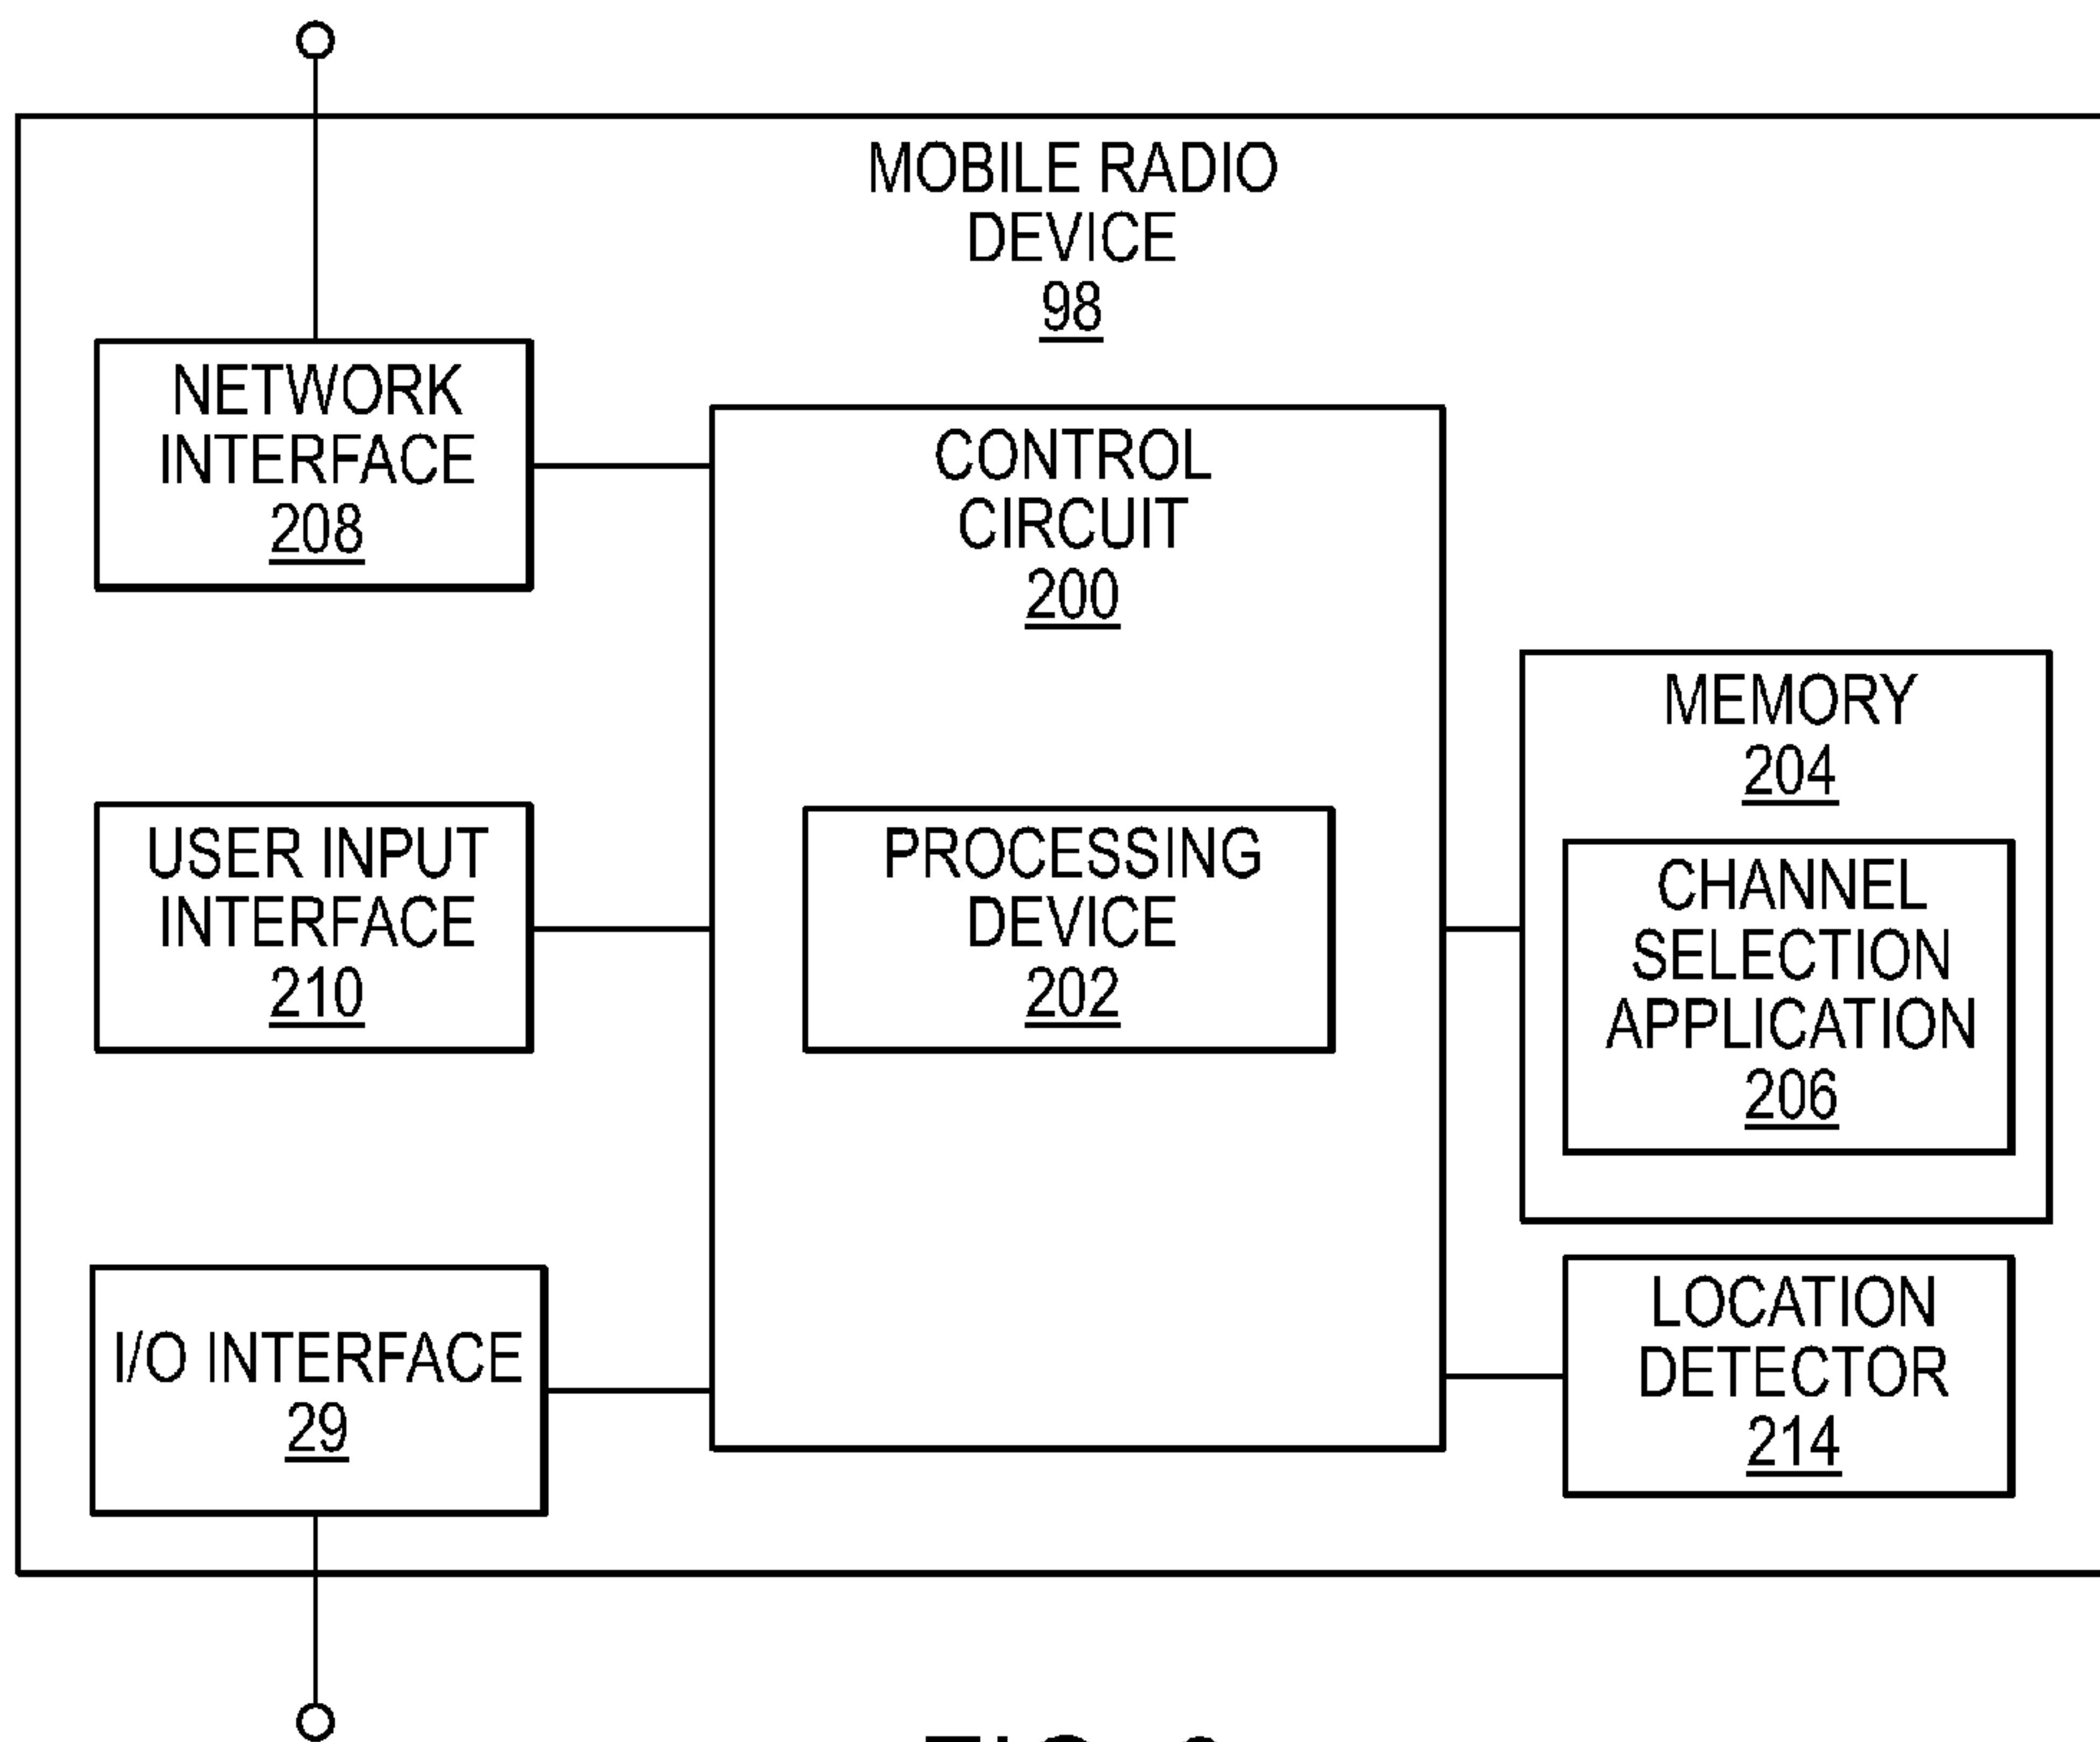 MOBILE RADIO
DEVICE
98
NETWORK
INTERFACE
208
CONTROL
CIRCUIT
200
MEMORY
204
USER INPUT
INTERFACE
210
PROCESSING
DEVICE
202
CHANNEL
SELECTION
APPLICATION
206
I/O INTERFACE
29
LOCATION
DETECTOR
214